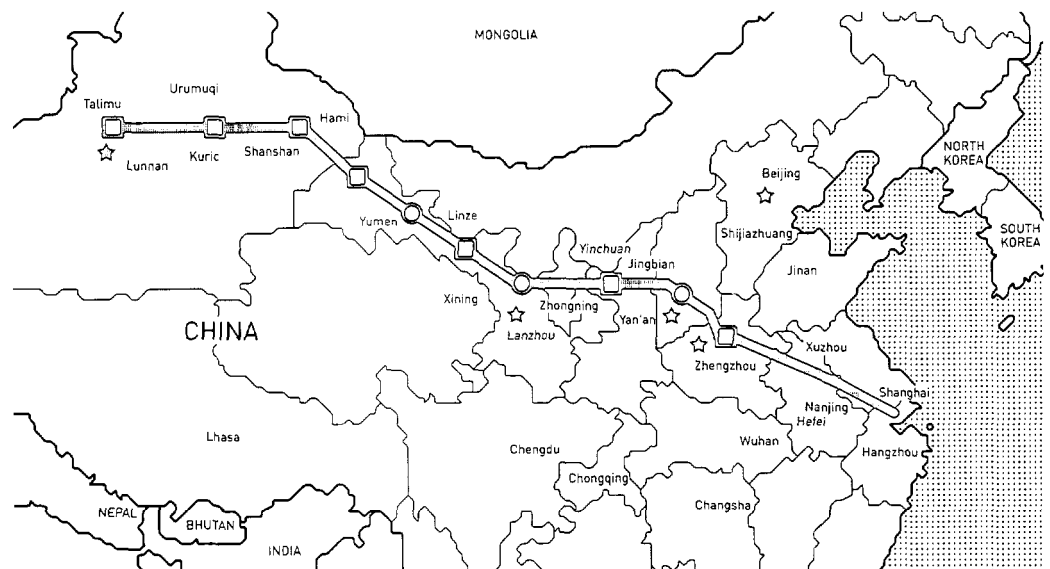 MONGOLIA
Urumuqi
Talimu
Hami
Lunnan
Kuric
Shanshan
NORTH
KOREA
Beijing
Yumen
Linze
Shijiazhuang
SOUTH
KOREA
Yinchuan
Jingbian
Jinan
Xining
Zhongning
Yan'an
CHINA
Lanzhou
Xuzhou
Zhengzhou
Shanghai
Nanjing
Hefei
Lhasa
Wuhan
Chengdu
Hangzhou
Chongqing
Changsha
NEPAL
BHUTAN
INDIA